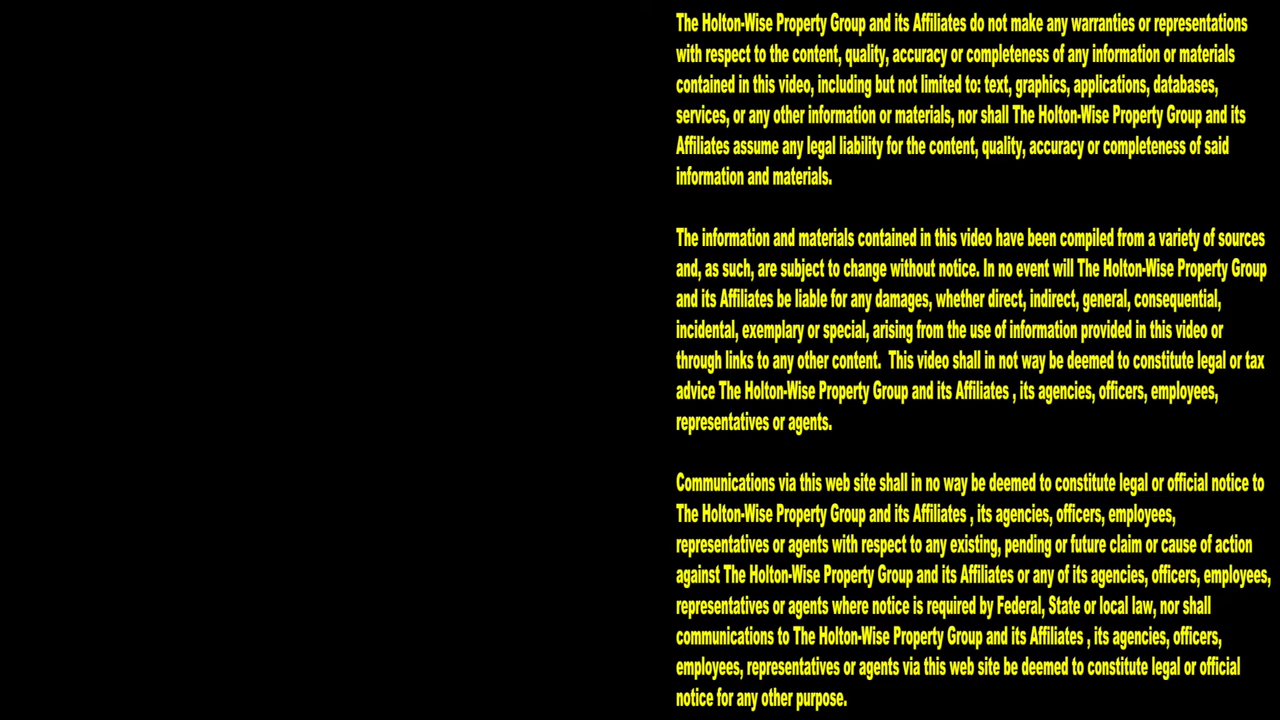 The Holton-Wise Property Group and its Affiliates do not make any warranties or representations
with respect to the content, quality, accuracy or completeness of any information or materials
contained in this video, including but not limited to: text, graphics, applications, databases,
services, or any other information or materials, nor shall The Holton-Wise Property Group and its
Affiliates assume any legal liability for the content, quality, accuracy or completeness of said
information and materials.
The information and materials contained in this video have been compiled from a variety of sources
and, as such, are subject to change without notice. In no event will The Holton-Wise Property Group
and its Affiliates be liable for any damages, whether direct, indirect, general, consequential,
incidental, exemplary or special, arising from the use of information provided in this video or
through links to any other content.  This video shall in not way be deemed to constitute legal or tax
advice The Holton-Wise Property Group and its Affiliates , its agencies, officers, employees,
representatives or agents.
Communications via this web site shall in no way be deemed to constitute legal or official notice to
The Holton-Wise Property Group and its Affiliates , its agencies, officers, employees,
representatives or agents with respect to any existing, pending or future claim or cause of action
against The Holton-Wise Property Group and its Affiliates or any of its agencies, officers, employees,
representatives or agents where notice is required by Federal, State or local law, nor shall
communications to The Holton-Wise Property Group and its Affiliates , its agencies, officers,
employees, representatives or agents via this web site be deemed to constitute legal or official
notice for any other purpose.